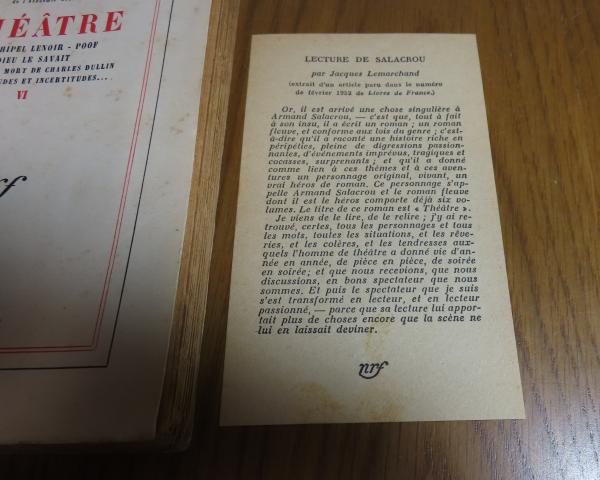 HÉÂTRE
HIPEL LENOIR - POOF
DIEU LE SAVAIT
MORT DE CHARLES DULLIN
UDES ET INCERTITUDES...
VI
nrf
LECTURE DE SALACROU
par Jacques Lemarchand
(extrait d'un article paru dans le numéro
de février 1952 de Livres de France.)
Or, il est arrivé une chose singulière à
Armand Salacrou, — c'est que, tout à fait
à son insu, il a écrit un roman ; un roman
fleuve, et conforme aux lois du genre ; c'est-
à-dire qu'il a raconté une histoire riche en
péripéties, pleine de digressions passion-
nantes, d'événements imprévus, tragiques et
cocasses, surprenants ; et qu'il a donné
comme lien à ces thèmes et à ces aven-
tures un personnage original, vivant, un
vrai héros de roman. Ce personnage s'ap-
pelle Armand Salacrou et le roman fleuve
dont il est le héros comporte déjà six vo-
lumes. Le titre de ce roman est « Théâtre ».
Je viens de le lire, de le relire ; j'y ai re-
trouvé, certes, tous les personnages et tous
les mots, toutes les situations, et les rêve-
ries, et les colères, et les tendresses aux-
quels l'homme de théâtre a donné vie d'an-
née en année, de pièce en pièce, de soirée
en soirée ; et que nous recevions, que nous
discussions, en bons spectateur que nous
sommes. Et puis le spectateur que je suis
s'est transformé en lecteur, et en lecteur
passionné, — parce que sa lecture lui appor-
tait plus de choses encore que la scène ne
lui en laissait deviner.
nrf